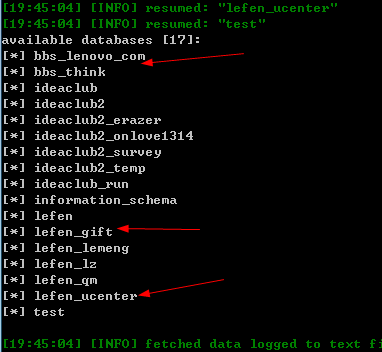 [19:45:04] [INFO] resumed: "lefen_ucenter"
[19:45:04] [INFO] resumed: "test"
available databases [17]:
[*] bbs_lenovo_com
[*] bbs_think
[*] ideaclub
[*] ideaclub2
[*] ideaclub2_erazer
[*] ideaclub2_onlove1314
[*] ideaclub2_survey
[*] ideaclub2_temp
[*] ideaclub_run
[*] information_schema
[*] lefen
[*] lefen_gift
[*] lefen_lemeng
[*] lefen_lz
[*] lefen_qm
[*] lefen_ucenter
[*] test
[19:45:04] [INFO] fetched data logged to text fi